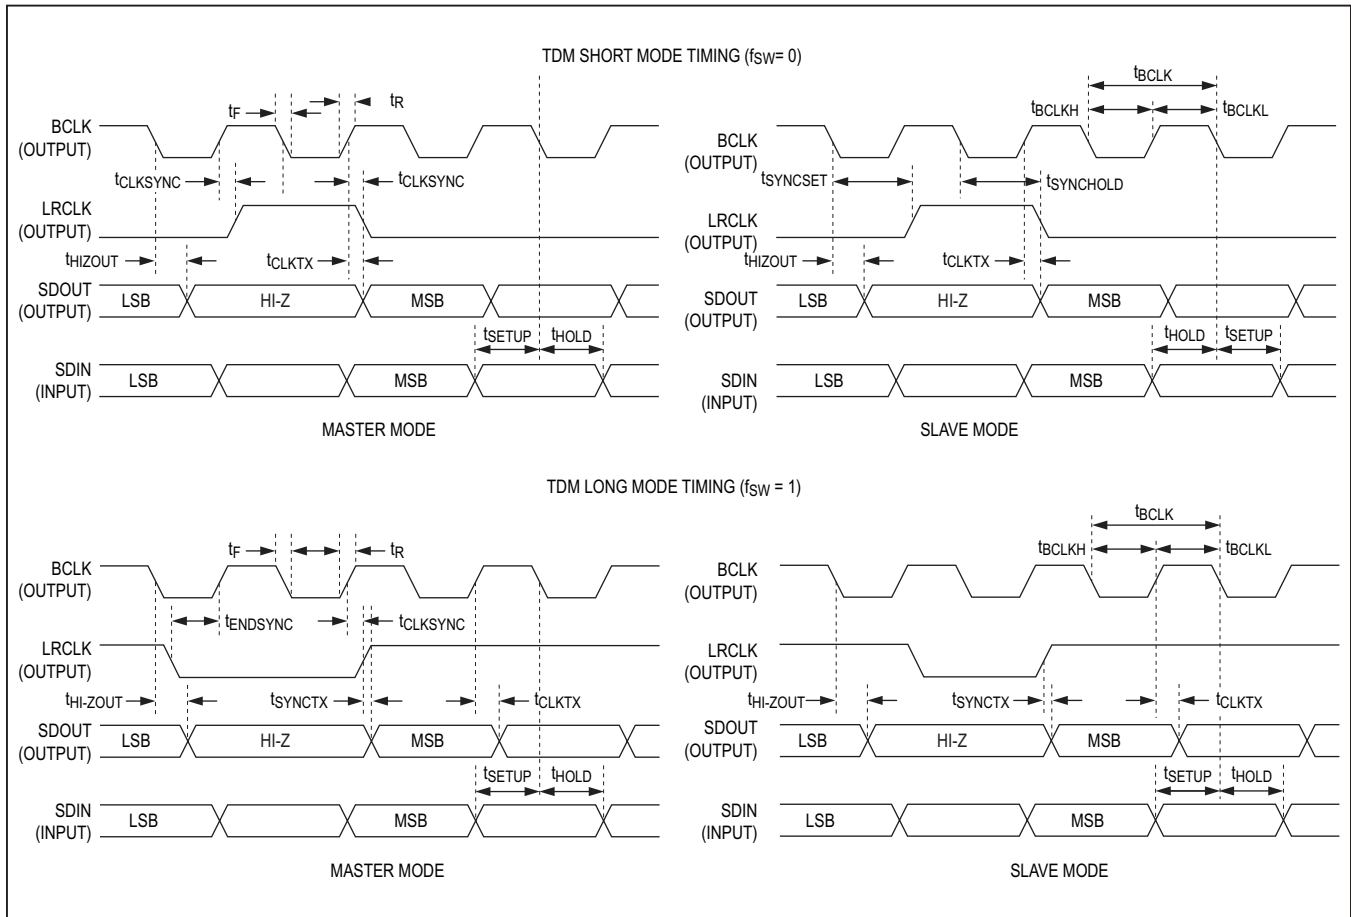 TDM SHORT MODE TIMING (fSW= 0)
tF
tR
BCLK
(OUTPUT)
tCLKSYNC
tCLKSYNC
LRCLK
(OUTPUT)
tHIZOUT
tCLKTX
SDOUT
(OUTPUT)
LSB
HI-Z
MSB
tSETUP
tHOLD
SDIN
(INPUT)
LSB
MSB
MASTER MODE
tBCLK
tBCLKH
tBCLKL
BCLK
(OUTPUT)
tSYNCSET
tSYNCHOLD
LRCLK
(OUTPUT)
tHIZOUT
tCLKTX
SDOUT
(OUTPUT)
LSB
HI-Z
MSB
tHOLD
tSETUP
SDIN
(INPUT)
LSB
MSB
SLAVE MODE
TDM LONG MODE TIMING (fSW = 1)
tF
tR
BCLK
(OUTPUT)
tENDSYNC
tCLKSYNC
LRCLK
(OUTPUT)
tHI-ZOUT
tSYNCTX
tCLKTX
SDOUT
(OUTPUT)
LSB
HI-Z
MSB
tSETUP
tHOLD
SDIN
(INPUT)
LSB
MSB
MASTER MODE
tBCLK
tBCLKH
tBCLKL
BCLK
(OUTPUT)
LRCLK
(OUTPUT)
tHI-ZOUT
tSYNCTX
tCLKTX
SDOUT
(OUTPUT)
LSB
HI-Z
MSB
tSETUP
tHOLD
SDIN
(INPUT)
LSB
MSB
SLAVE MODE